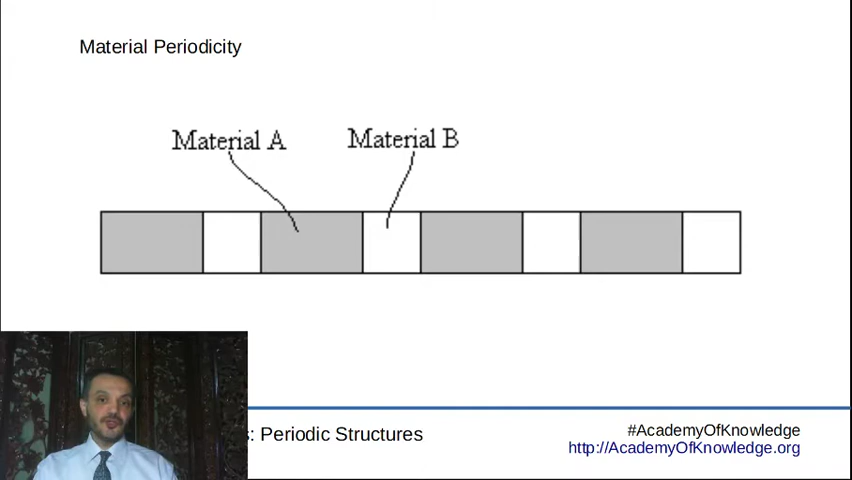 Material Periodicity
Material A
Material B
s: Periodic Structures
#AcademyOfKnowledge
http://AcademyOfKnowledge.org